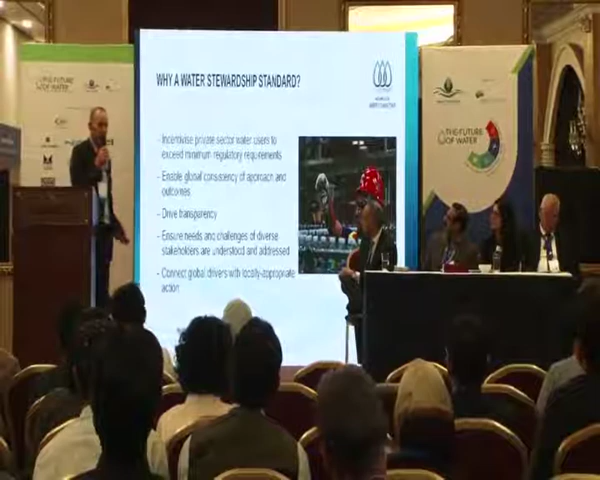 THE FUTURE
OF WATER
WHY A WATER STEWARDSHIP STANDARD?
- Incentivise private sector water users to
exceed minimum regulatory requirements
- Enable global consistency of approach and
outcomes
- Drive transparency
- Ensure needs and challenges of diverse
stakeholders are understood and addressed
- Connect global drivers with locally-appropriate
action
THE FUTURE
OF WATER